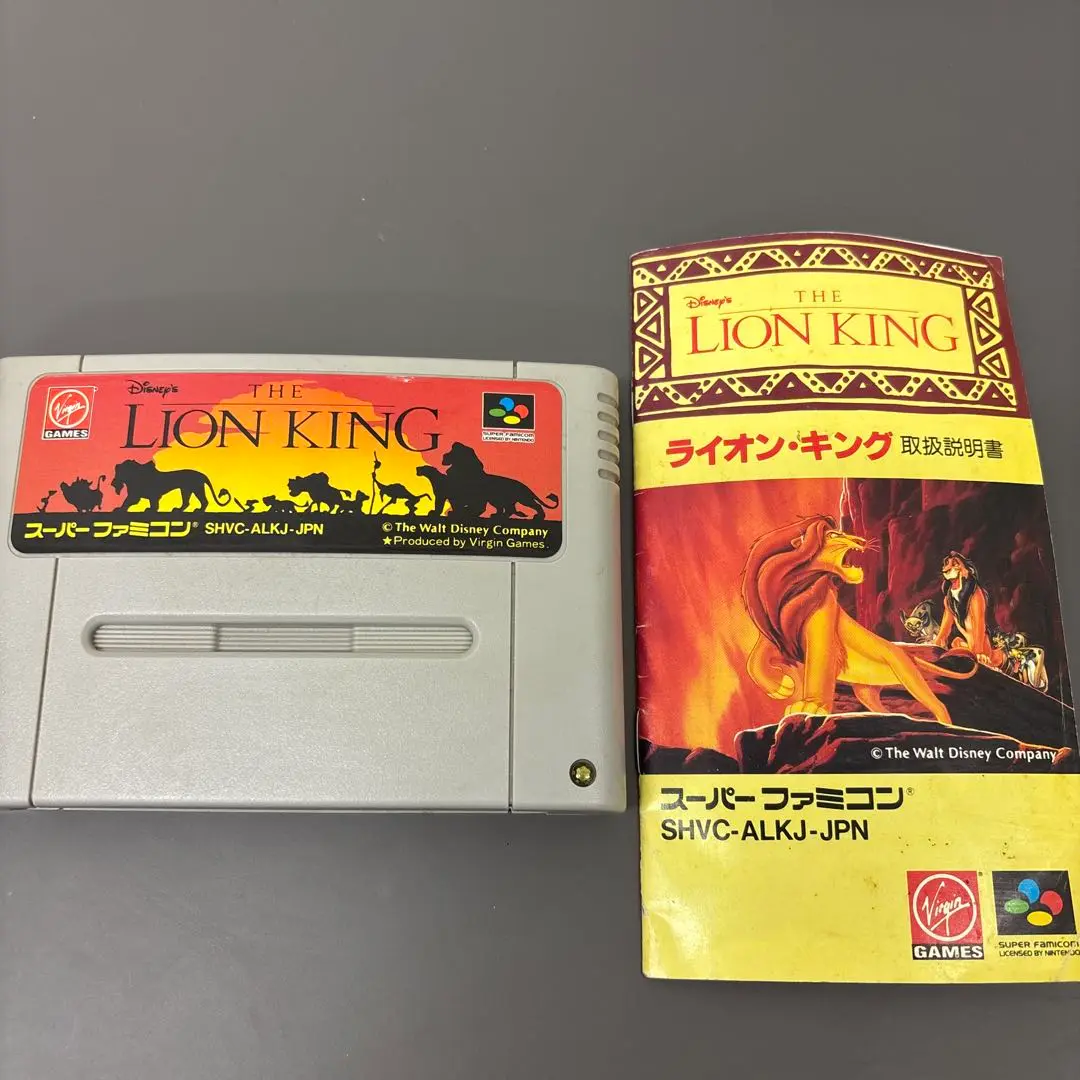 Virgin
GAMES
Disney's
THE
LION KING
SUPER FAMICOM
LICENSED BY NINTENDO
スーパーファミコン® SHVC-ALKJ-JPN
© The Walt Disney Company
★Produced by Virgin Games.
Disney's
THE
LION KING
ライオン・キング 取扱説明書
© The Walt Disney Company
スーパーファミコン®
SHVC-ALKJ-JPN
Virgin
GAMES
SUPER FAMICOM
LICENSED BY NINTENDO